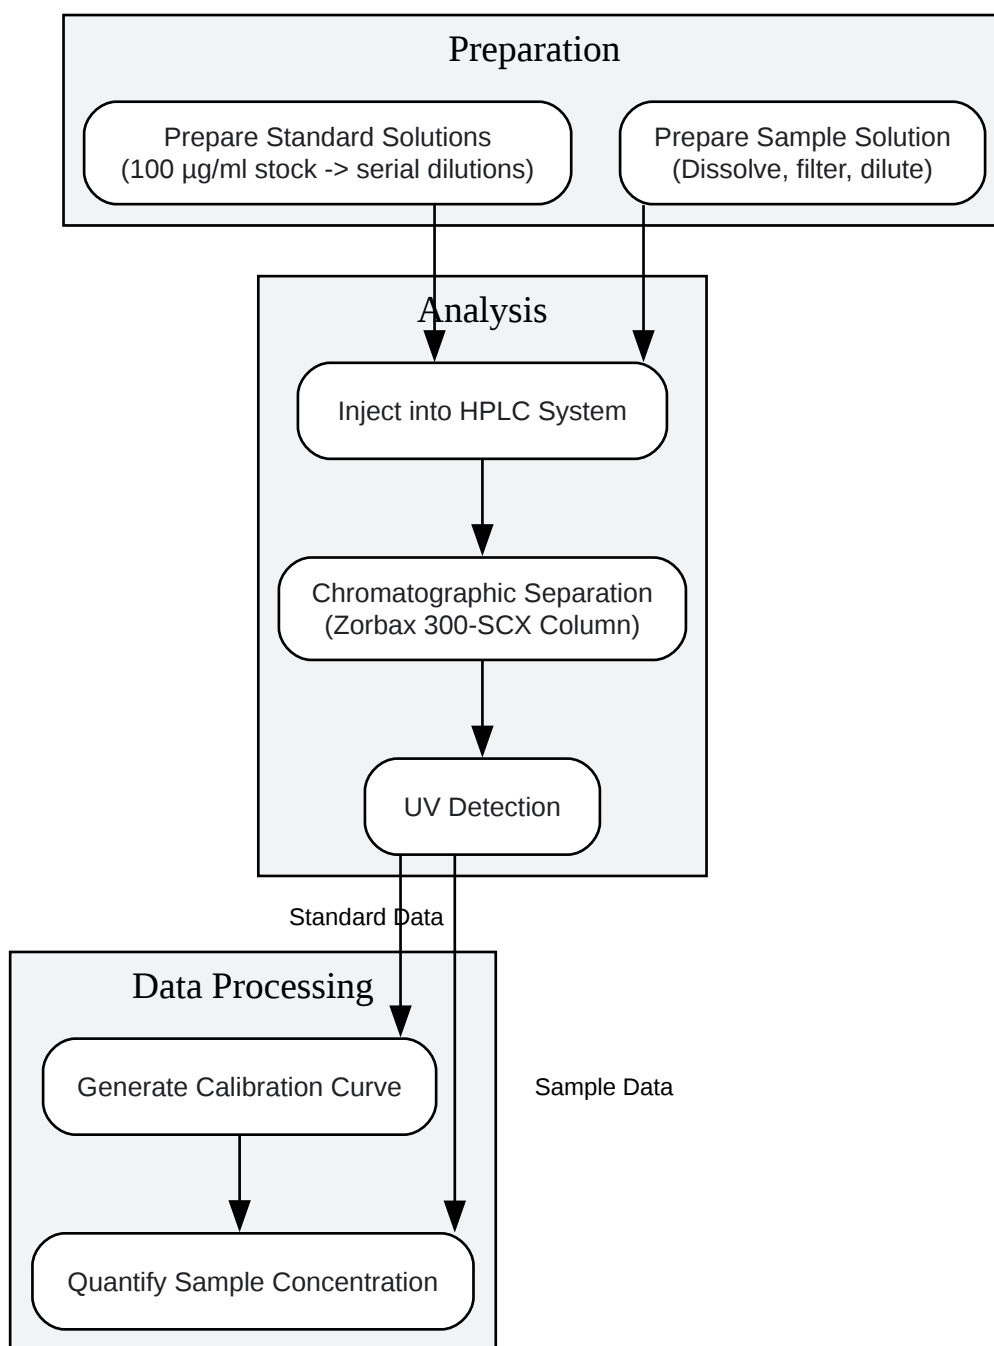 Preparation
Prepare Standard Solutions
(100 µg/ml stock -> serial dilutions)
Prepare Sample Solution
(Dissolve, filter, dilute)
Analysis
Inject into HPLC System
Chromatographic Separation
(Zorbax 300-SCX Column)
UV Detection
Standard Data
Data Processing
Generate Calibration Curve
Sample Data
Quantify Sample Concentration